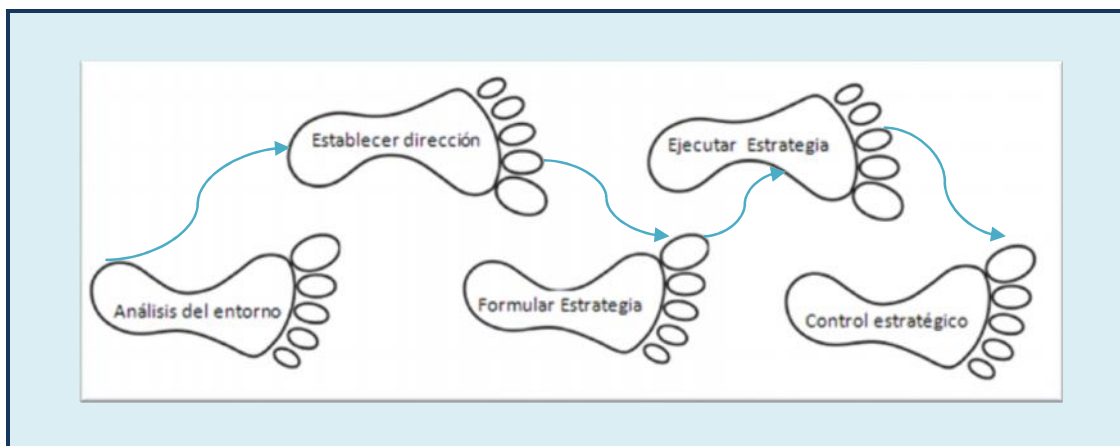 Análisis del entorno
Establecer dirección
Formular Estrategia
Ejecutar Estrategia
Control estratégico